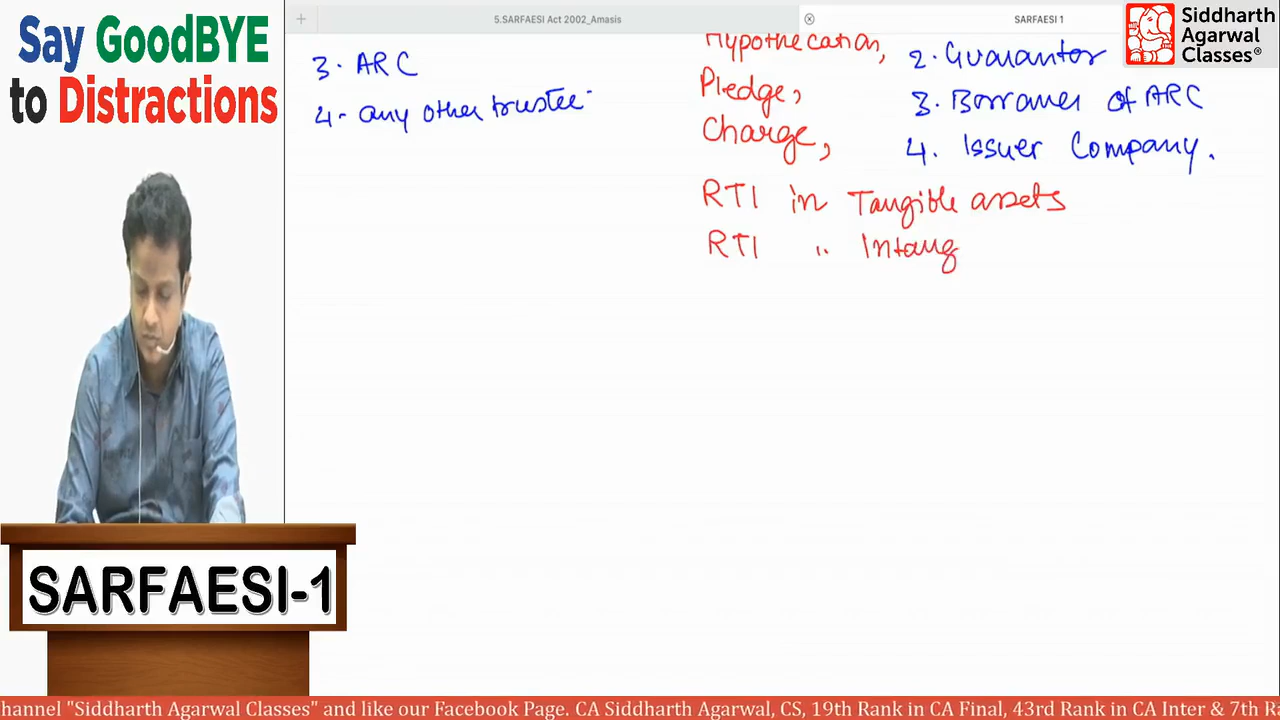 Say GoodBYE
to Distractions
5.SARFAESI Act 2002_Amasis
SARFAESI 1
Siddharth
Agarwal
Classes®
3. ARC
4- any other trustee
Hypothecation,
Pledge,
Charge,
2. Guarantor
3. Borrower of ARC
4. Issuer Company.
RTI in Tangible assets
RTI " Intang
SARFAESI-1
hannel "Siddharth Agarwal Classes" and like our Facebook Page. CA Siddharth Agarwal, CS, 19th Rank in CA Final, 43rd Rank in CA Inter & 7th Ra